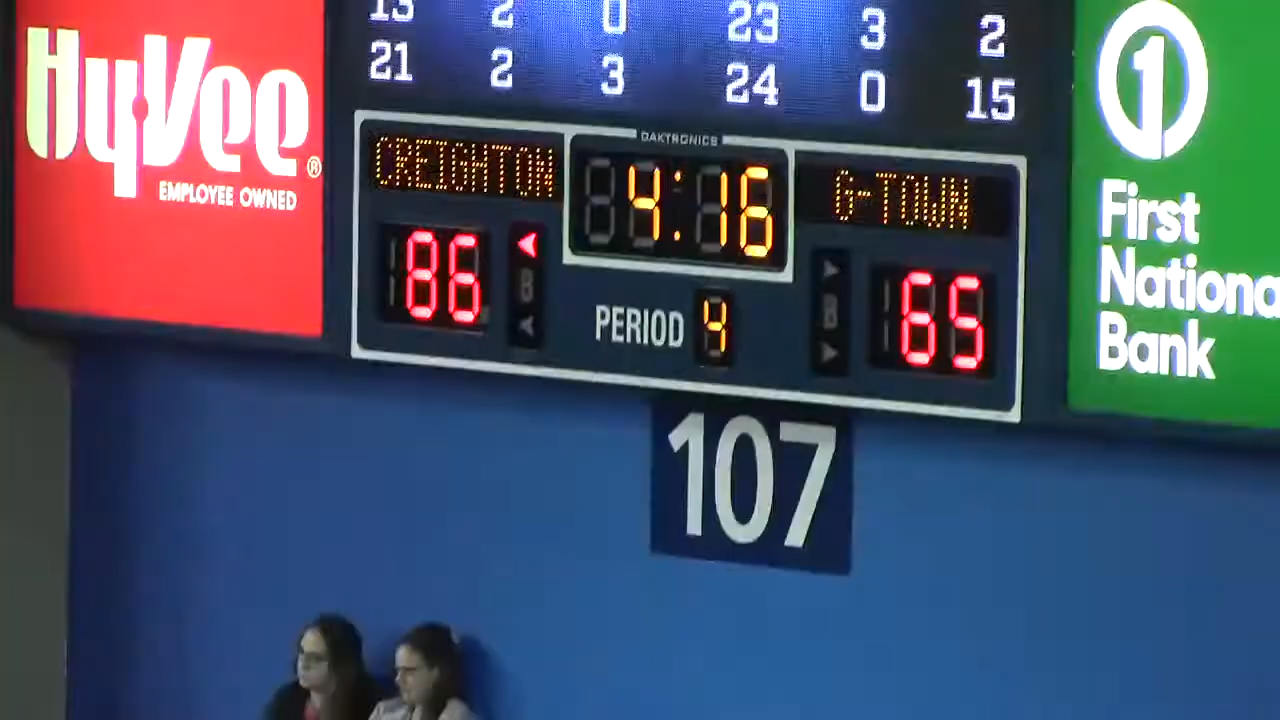 13 2 0 23 3 2
21 2 3 24 0 15
HyVee®
EMPLOYEE OWNED
DAKTRONICS
CREIGHTON 4:16 G-TOWN
86 B B 65
PERIOD 4
1
First
Nationa
Bank
107